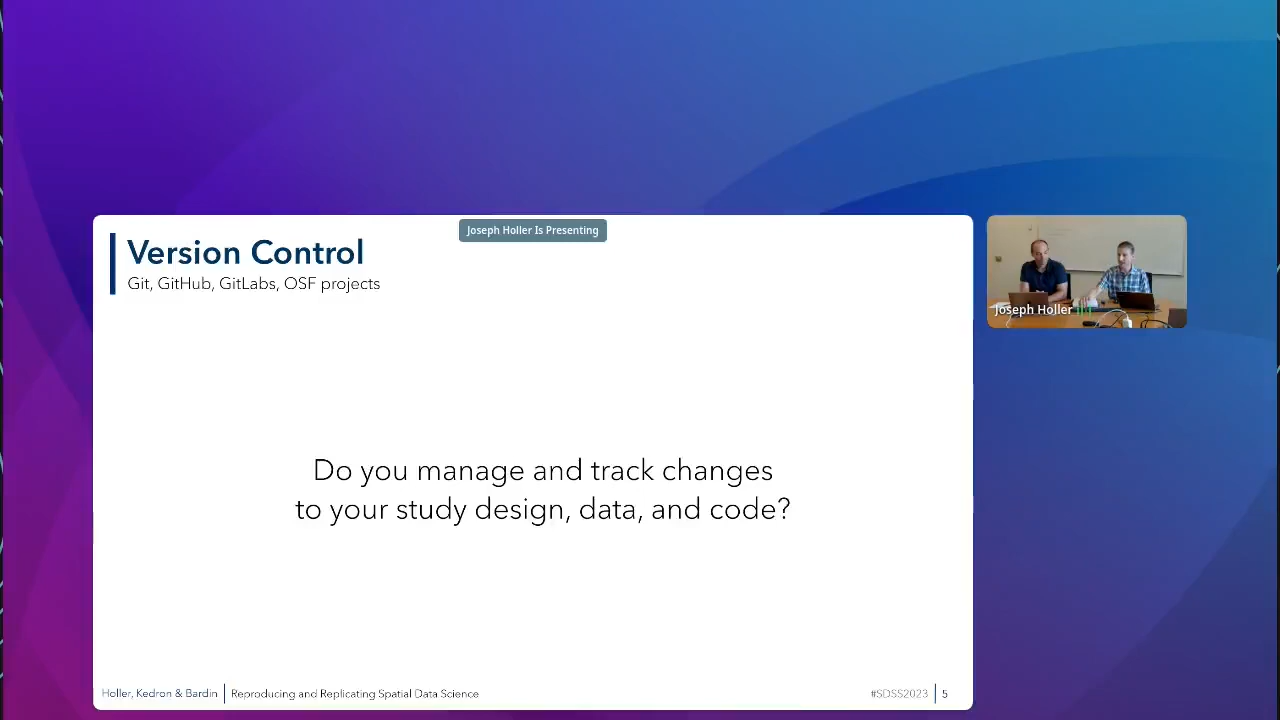 Joseph Holler Is Presenting
Version Control
Git, GitHub, GitLabs, OSF projects
Joseph Holler
Do you manage and track changes
to your study design, data, and code?
Holler, Kedron & Bardin
Reproducing and Replicating Spatial Data Science
#SDSS2023
5